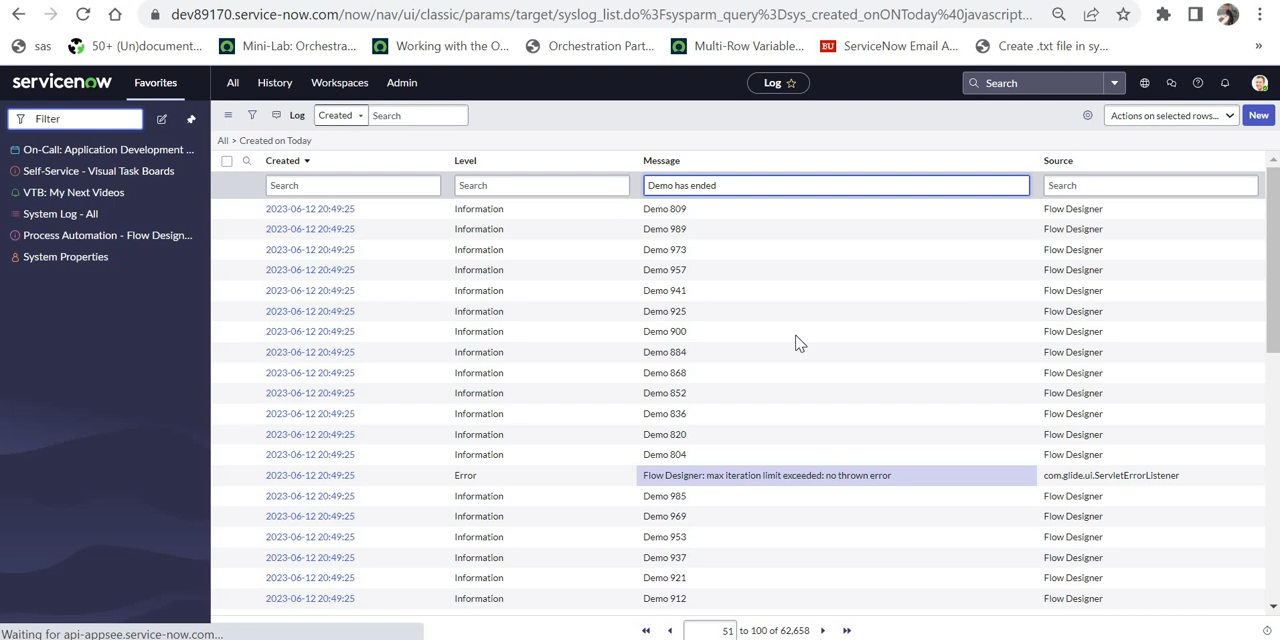 dev89170.service-now.com/now/nav/ui/classic/params/target/syslog_list.do%3Fsysparm_query%3Dsys_created_onONToday%40javascript...
sas 50+ (Un)document... Mini-Lab: Orchestra... Working with the O... Orchestration Part... Multi-Row Variable... BU ServiceNow Email A... Create .txt file in sy... »
servicenow Favorites All History Workspaces Admin Log Search
Filter Log Created Search Actions on selected rows... New
All > Created on Today
On-Call: Application Development ...
Self-Service - Visual Task Boards
VTB: My Next Videos
System Log - All
Process Automation - Flow Design...
System Properties
Created Level Message Source
Search Search Demo has ended Search
2023-06-12 20:49:25 Information Demo 809 Flow Designer
2023-06-12 20:49:25 Information Demo 989 Flow Designer
2023-06-12 20:49:25 Information Demo 973 Flow Designer
2023-06-12 20:49:25 Information Demo 957 Flow Designer
2023-06-12 20:49:25 Information Demo 941 Flow Designer
2023-06-12 20:49:25 Information Demo 925 Flow Designer
2023-06-12 20:49:25 Information Demo 900 Flow Designer
2023-06-12 20:49:25 Information Demo 884 Flow Designer
2023-06-12 20:49:25 Information Demo 868 Flow Designer
2023-06-12 20:49:25 Information Demo 852 Flow Designer
2023-06-12 20:49:25 Information Demo 836 Flow Designer
2023-06-12 20:49:25 Information Demo 820 Flow Designer
2023-06-12 20:49:25 Information Demo 804 Flow Designer
2023-06-12 20:49:25 Error Flow Designer: max iteration limit exceeded: no thrown error com.glide.ui.ServletErrorListener
2023-06-12 20:49:25 Information Demo 985 Flow Designer
2023-06-12 20:49:25 Information Demo 969 Flow Designer
2023-06-12 20:49:25 Information Demo 953 Flow Designer
2023-06-12 20:49:25 Information Demo 937 Flow Designer
2023-06-12 20:49:25 Information Demo 921 Flow Designer
2023-06-12 20:49:25 Information Demo 912 Flow Designer
51 to 100 of 62,658
Waiting for api-appsee.service-now.com...